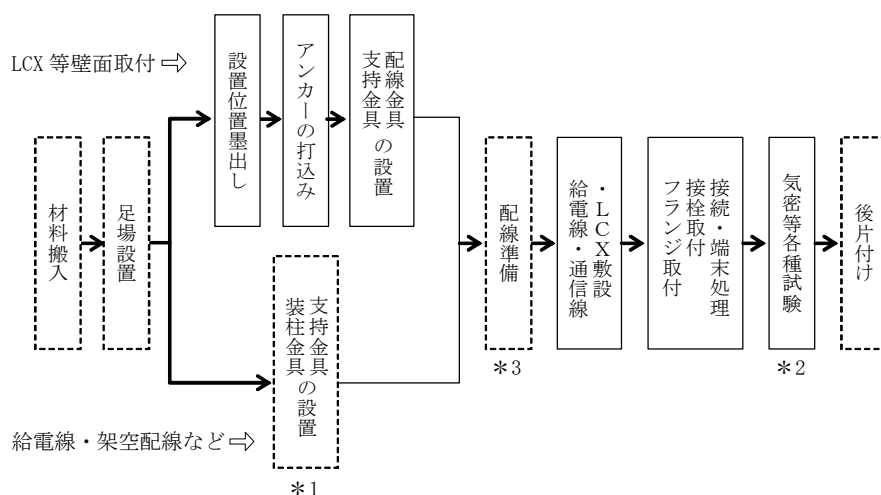 LCX 等壁面取付
設置位置墨出し
アンカーの打込み
配線金具
支持金具
の設置
材料搬入
足場設置
支持金具
装柱金具
の設置
*1
給電線・架空配線など
配線準備
*3
・LCX敷設
給電線・通信線
接続・端末処理
接栓取付
フランジ取付
気密等各種試験
*2
後片付け